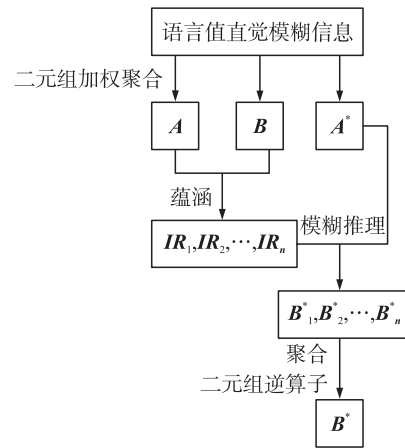 语言值直觉模糊信息
二元组加权聚合
A B A*
蕴涵
模糊推理
IR₁,IR₂,⋯,IRₙ
B*₁,B*₂,⋯,B*ₙ
聚合
二元组逆算子
B*